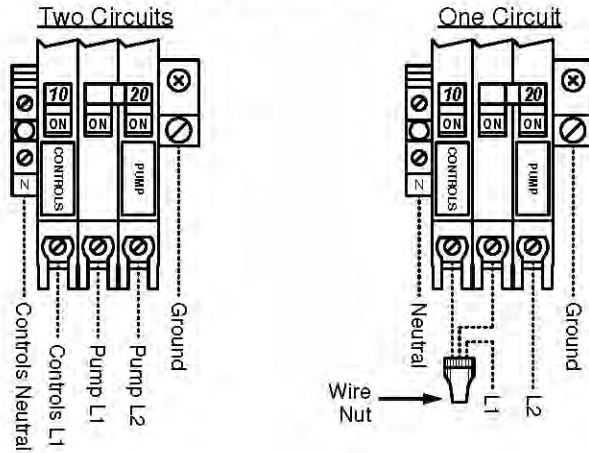 Two Circuits
10
20
ON
ON
ON
CONTROLS
PUMP
N
Controls Neutral
Controls L1
Pump L1
Pump L2
Ground
One Circuit
10
20
ON
ON
ON
CONTROLS
PUMP
N
Neutral
L1
L2
Ground
Wire
Nut